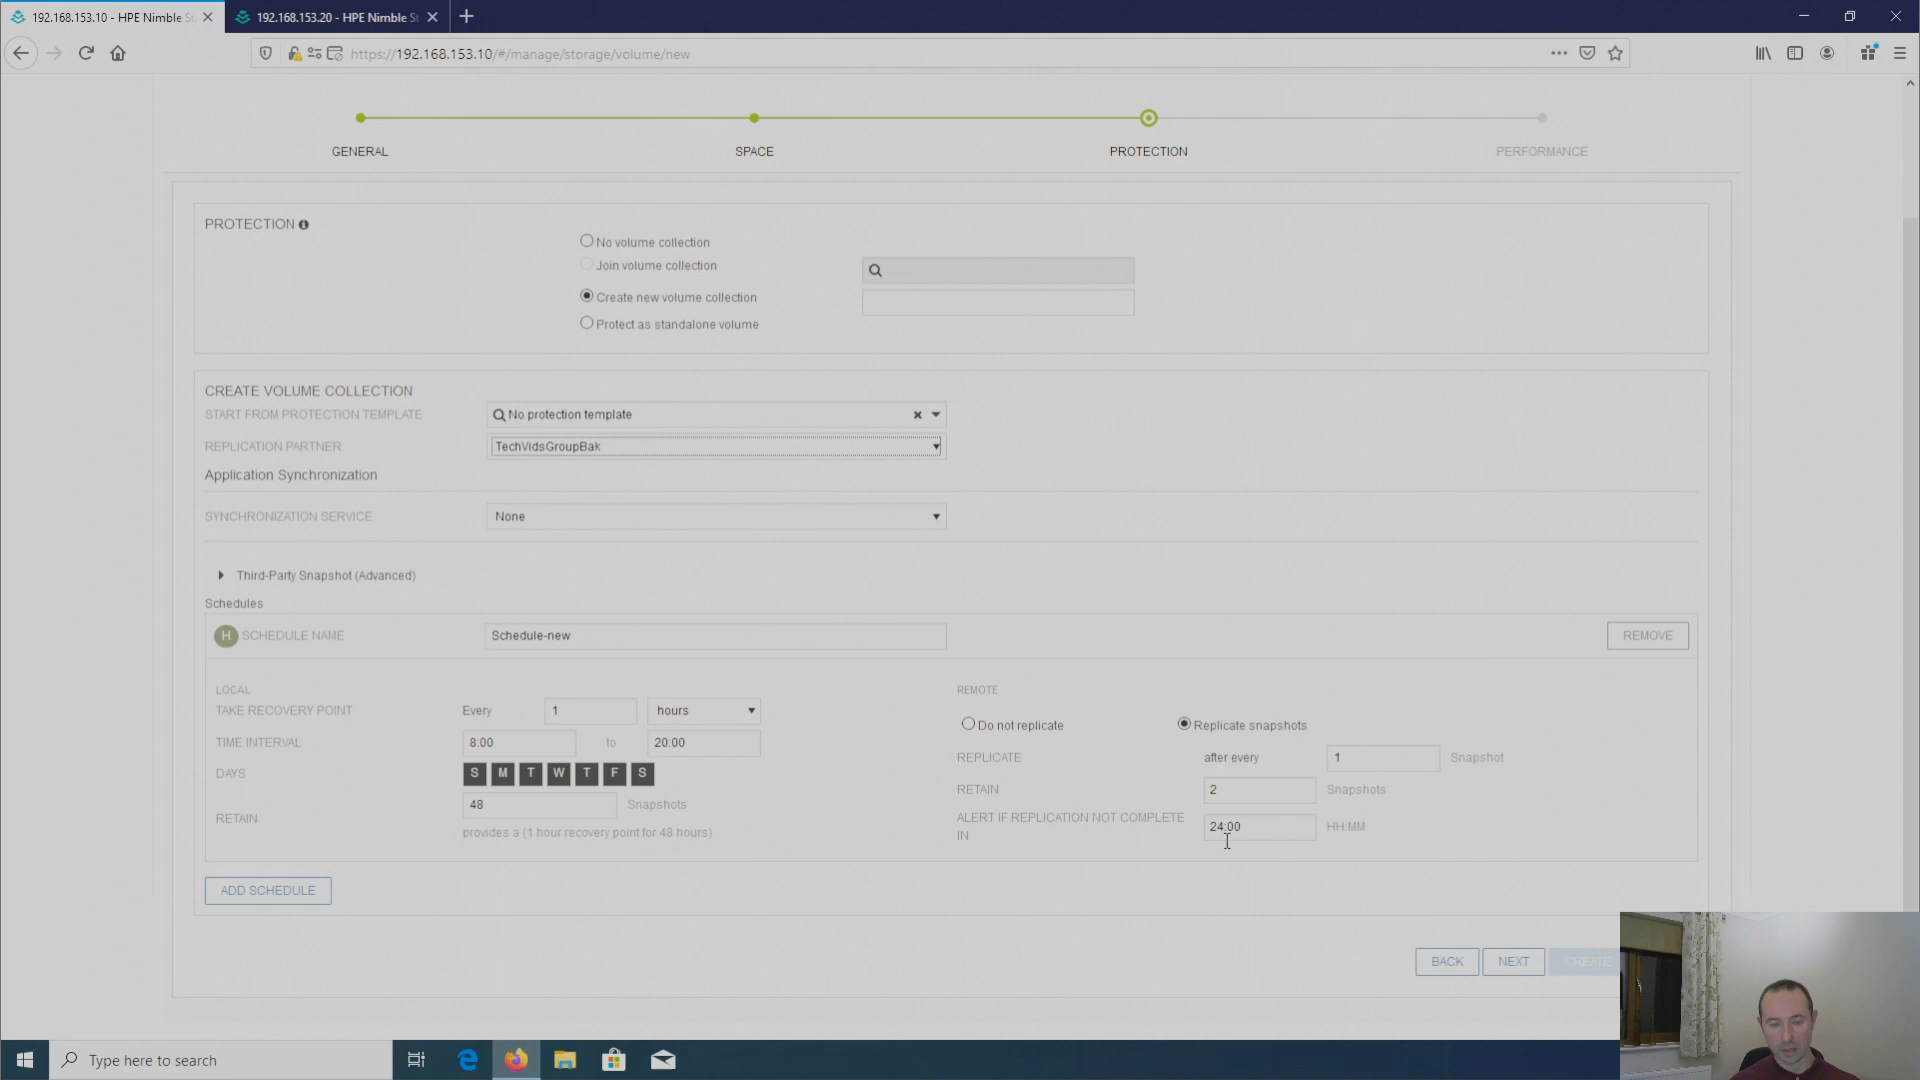 192.168.153.10 - HPE Nimble St
192.168.153.20 - HPE Nimble St
https://192.168.153.10/#/manage/storage/volume/new
GENERAL
SPACE
PROTECTION
PERFORMANCE
PROTECTION
No volume collection
Join volume collection
Create new volume collection
Protect as standalone volume
CREATE VOLUME COLLECTION
START FROM PROTECTION TEMPLATE
No protection template
REPLICATION PARTNER
TechVidsGroupBak
Application Synchronization
SYNCHRONIZATION SERVICE
None
Third-Party Snapshot (Advanced)
Schedules
H SCHEDULE NAME
Schedule-new
REMOVE
LOCAL
TAKE RECOVERY POINT
Every 1 hours
TIME INTERVAL
8:00 to 20:00
DAYS
S M T W T F S
RETAIN
48 Snapshots
provides a (1 hour recovery point for 48 hours)
REMOTE
Do not replicate
Replicate snapshots
REPLICATE
after every 1 Snapshot
RETAIN
2 Snapshots
ALERT IF REPLICATION NOT COMPLETE
IN
24:00 HH:MM
ADD SCHEDULE
BACK
NEXT
CREATE
Type here to search